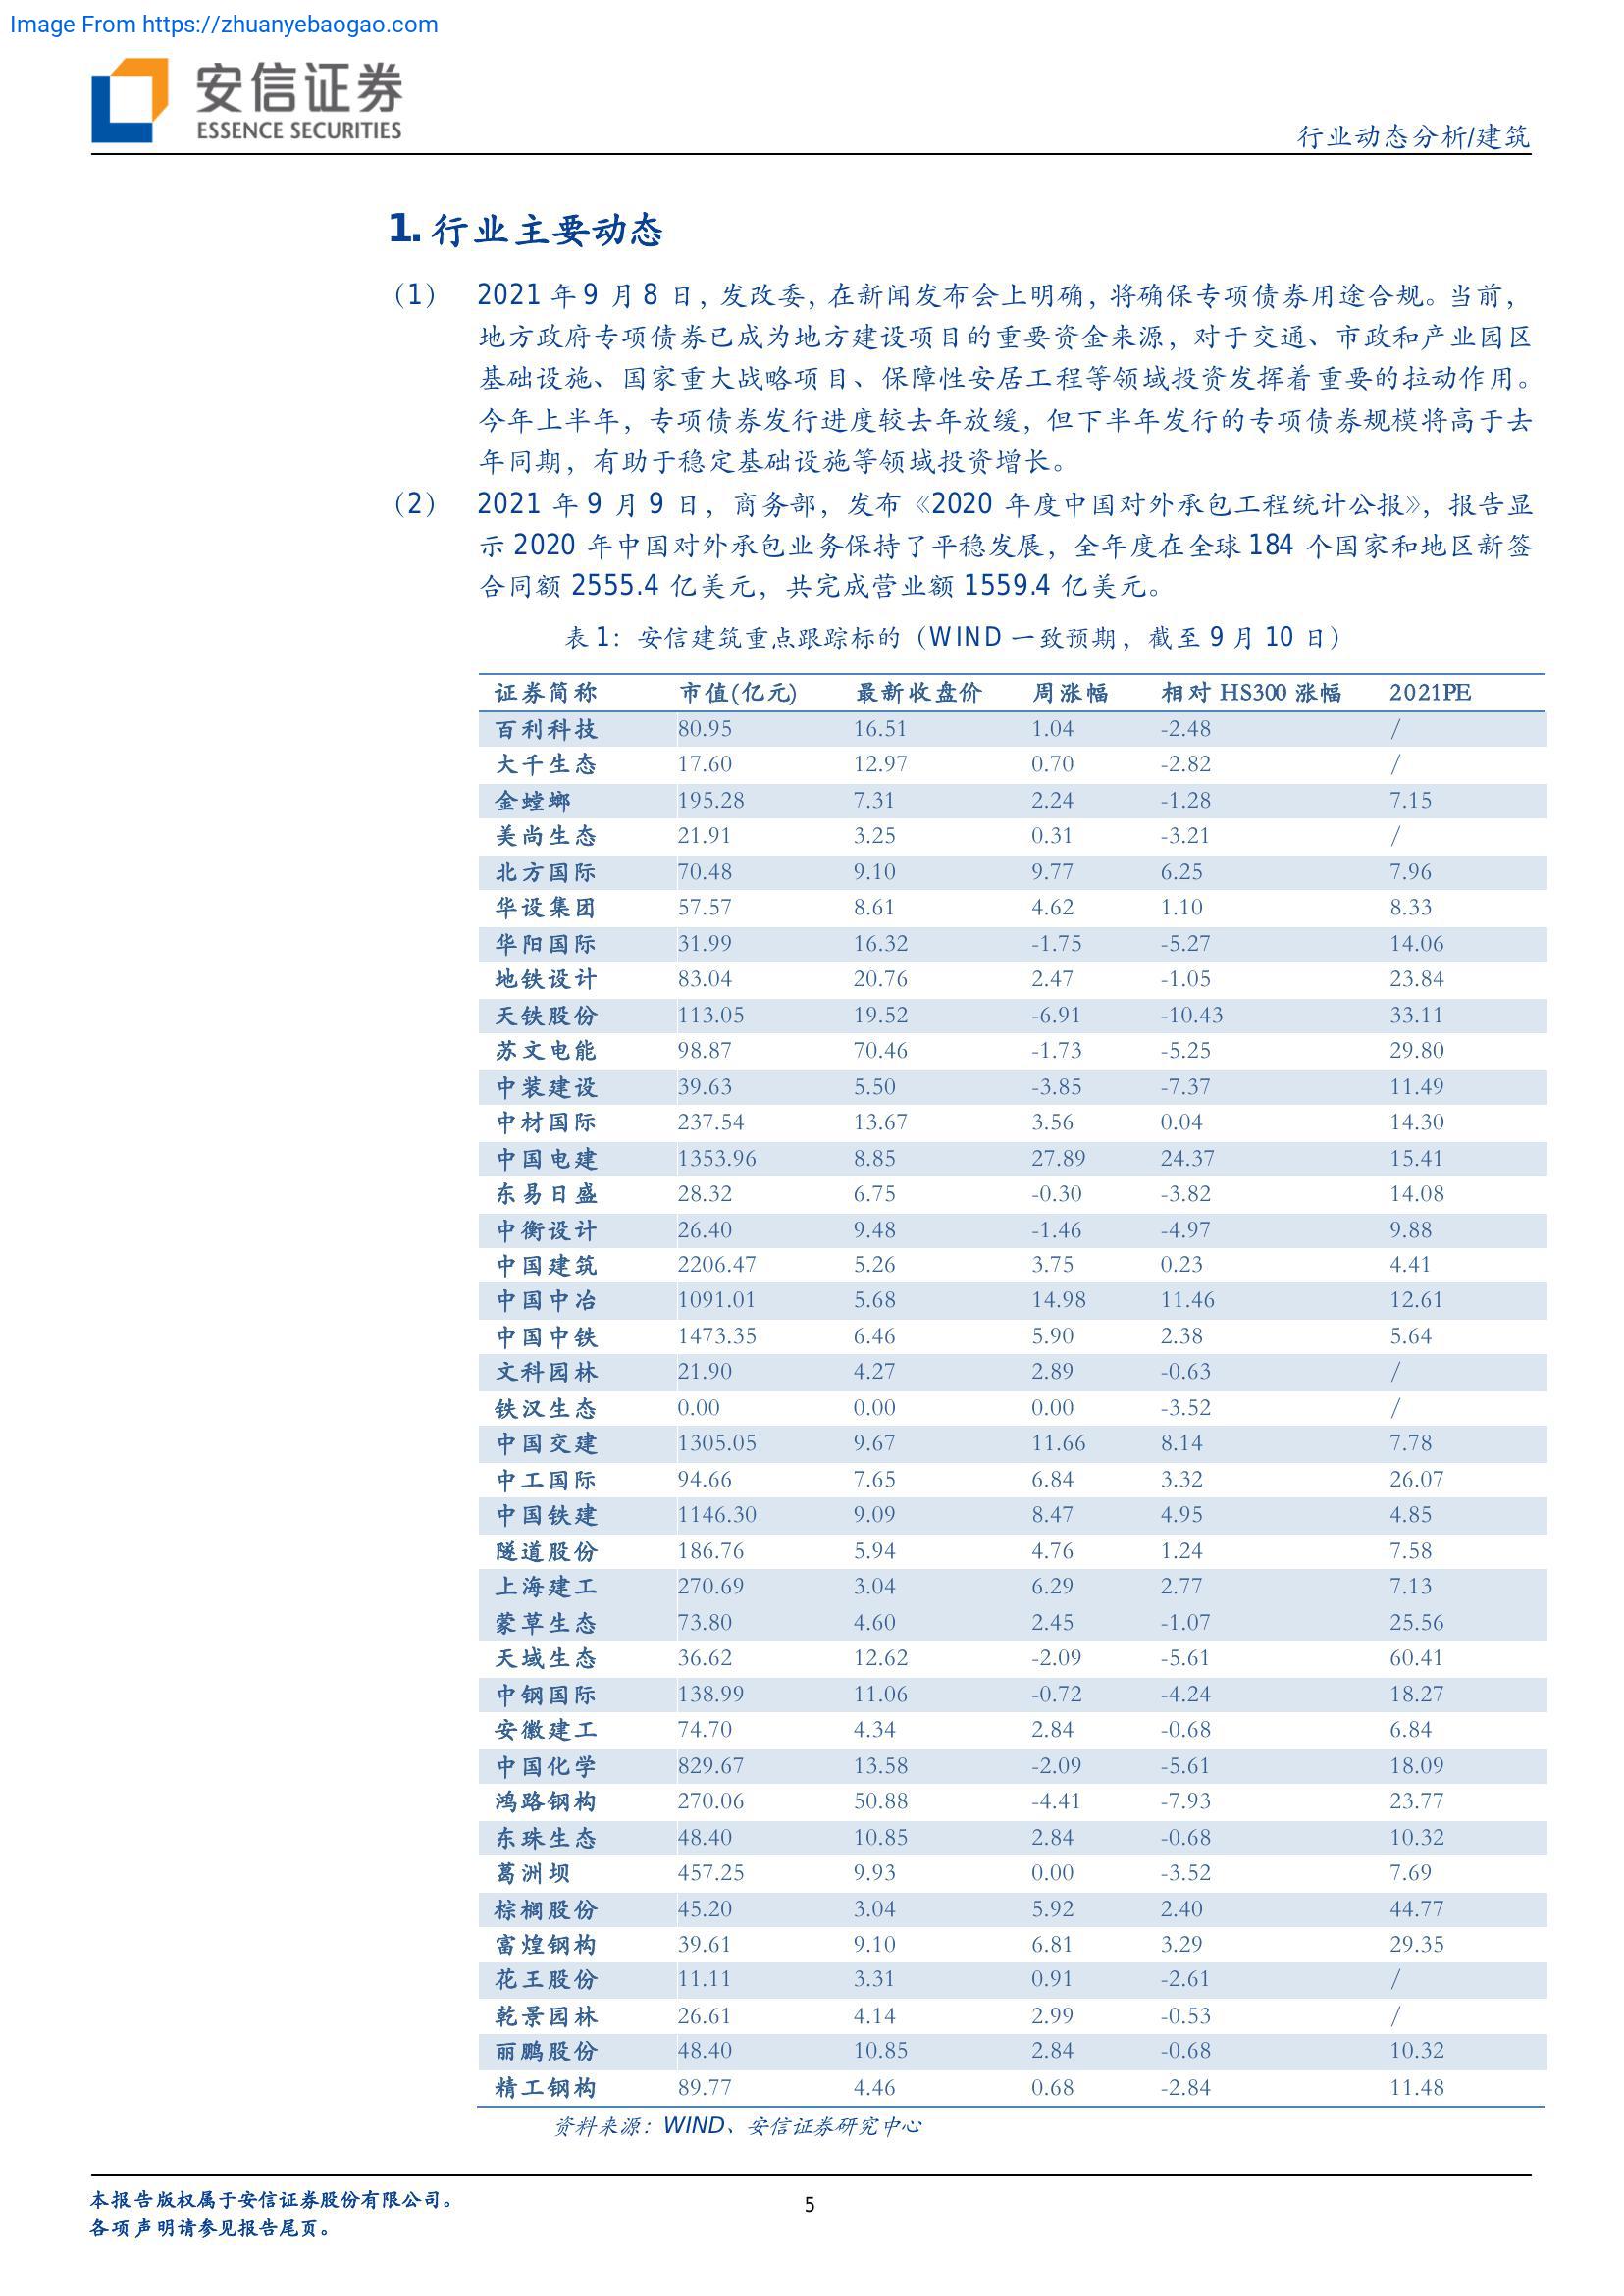 Image From https://zhuanyebaogao.com
安信证券
ESSENCE SECURITIES
行业动态分析/建筑
1. 行业主要动态
（1） 2021 年 9 月 8 日，发改委，在新闻发布会上明确，将确保专项债券用途合规。当前，
地方政府专项债券已成为地方建设项目的重要资金来源，对于交通、市政和产业园区
基础设施、国家重大战略项目、保障性安居工程等领域投资发挥着重要的拉动作用。
今年上半年，专项债券发行进度较去年放缓，但下半年发行的专项债券规模将高于去
年同期，有助于稳定基础设施等领域投资增长。
（2） 2021 年 9 月 9 日，商务部，发布《2020 年度中国对外承包工程统计公报》，报告显
示 2020 年中国对外承包业务保持了平稳发展，全年度在全球 184 个国家和地区新签
合同额 2555.4 亿美元，共完成营业额 1559.4 亿美元。
表 1：安信建筑重点跟踪标的（WIND 一致预期，截至 9 月 10 日）
证券简称 市值(亿元) 最新收盘价 周涨幅 相对 HS300 涨幅 2021PE
百利科技 80.95 16.51 1.04 -2.48 /
大千生态 17.60 12.97 0.70 -2.82 /
金螳螂 195.28 7.31 2.24 -1.28 7.15
美尚生态 21.91 3.25 0.31 -3.21 /
北方国际 70.48 9.10 9.77 6.25 7.96
华设集团 57.57 8.61 4.62 1.10 8.33
华阳国际 31.99 16.32 -1.75 -5.27 14.06
地铁设计 83.04 20.76 2.47 -1.05 23.84
天铁股份 113.05 19.52 -6.91 -10.43 33.11
苏文电能 98.87 70.46 -1.73 -5.25 29.80
中装建设 39.63 5.50 -3.85 -7.37 11.49
中材国际 237.54 13.67 3.56 0.04 14.30
中国电建 1353.96 8.85 27.89 24.37 15.41
东易日盛 28.32 6.75 -0.30 -3.82 14.08
中衡设计 26.40 9.48 -1.46 -4.97 9.88
中国建筑 2206.47 5.26 3.75 0.23 4.41
中国中冶 1091.01 5.68 14.98 11.46 12.61
中国中铁 1473.35 6.46 5.90 2.38 5.64
文科园林 21.90 4.27 2.89 -0.63 /
铁汉生态 0.00 0.00 0.00 -3.52 /
中国交建 1305.05 9.67 11.66 8.14 7.78
中工国际 94.66 7.65 6.84 3.32 26.07
中国铁建 1146.30 9.09 8.47 4.95 4.85
隧道股份 186.76 5.94 4.76 1.24 7.58
上海建工 270.69 3.04 6.29 2.77 7.13
蒙草生态 73.80 4.60 2.45 -1.07 25.56
天域生态 36.62 12.62 -2.09 -5.61 60.41
中钢国际 138.99 11.06 -0.72 -4.24 18.27
安徽建工 74.70 4.34 2.84 -0.68 6.84
中国化学 829.67 13.58 -2.09 -5.61 18.09
鸿路钢构 270.06 50.88 -4.41 -7.93 23.77
东珠生态 48.40 10.85 2.84 -0.68 10.32
葛洲坝 457.25 9.93 0.00 -3.52 7.69
棕榈股份 45.20 3.04 5.92 2.40 44.77
富煌钢构 39.61 9.10 6.81 3.29 29.35
花王股份 11.11 3.31 0.91 -2.61 /
乾景园林 26.61 4.14 2.99 -0.53 /
丽鹏股份 48.40 10.85 2.84 -0.68 10.32
精工钢构 89.77 4.46 0.68 -2.84 11.48
资料来源：WIND、安信证券研究中心
本报告版权属于安信证券股份有限公司。
各项声明请参见报告尾页。
5